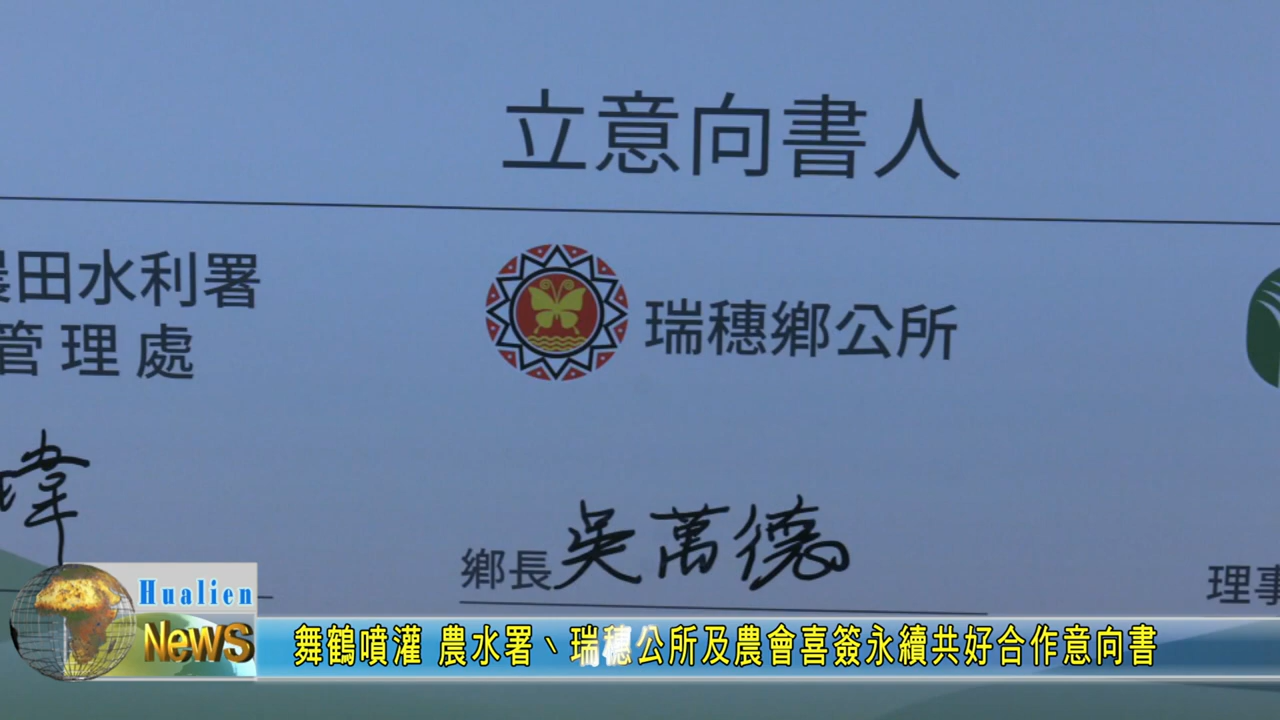 立意向書人
農田水利署
管理處
瑞穗鄉公所
瑋
鄉長 吳萬德
理事
Hualien
News
舞鶴噴灌 農水署、瑞穗公所及農會喜簽永續共好合作意向書